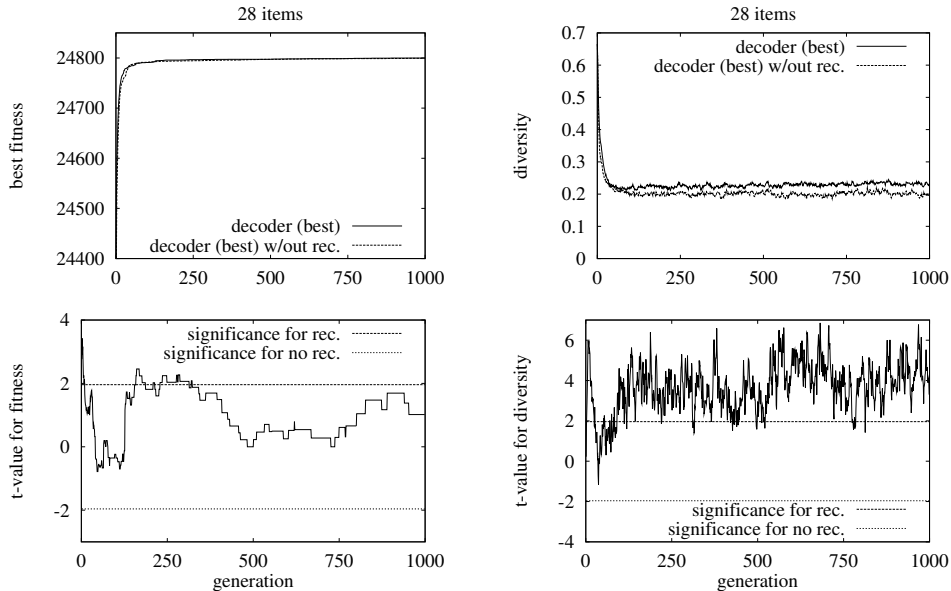 28 items
24800
24700
24600
24500
24400
best fitness
decoder (best)
decoder (best) w/out rec.
0 250 500 750 1000
28 items
0.7
0.6
0.5
0.4
0.3
0.2
0.1
0
diversity
decoder (best)
decoder (best) w/out rec.
0 250 500 750 1000
4
2
0
-2
t-value for fitness
significance for rec.
significance for no rec.
0 250 500 750 1000
generation
6
4
2
0
-2
-4
t-value for diversity
significance for rec.
significance for no rec.
0 250 500 750 1000
generation